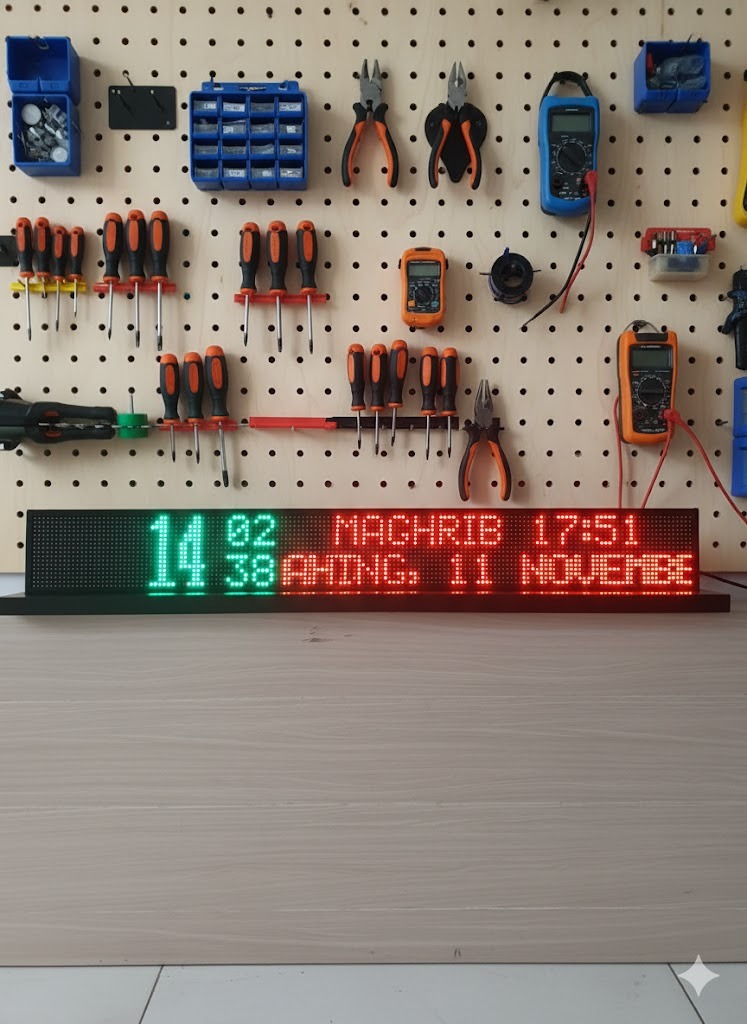 14 02 MAGHRIB 17:51
38 AHING, 11 NOVEMBE